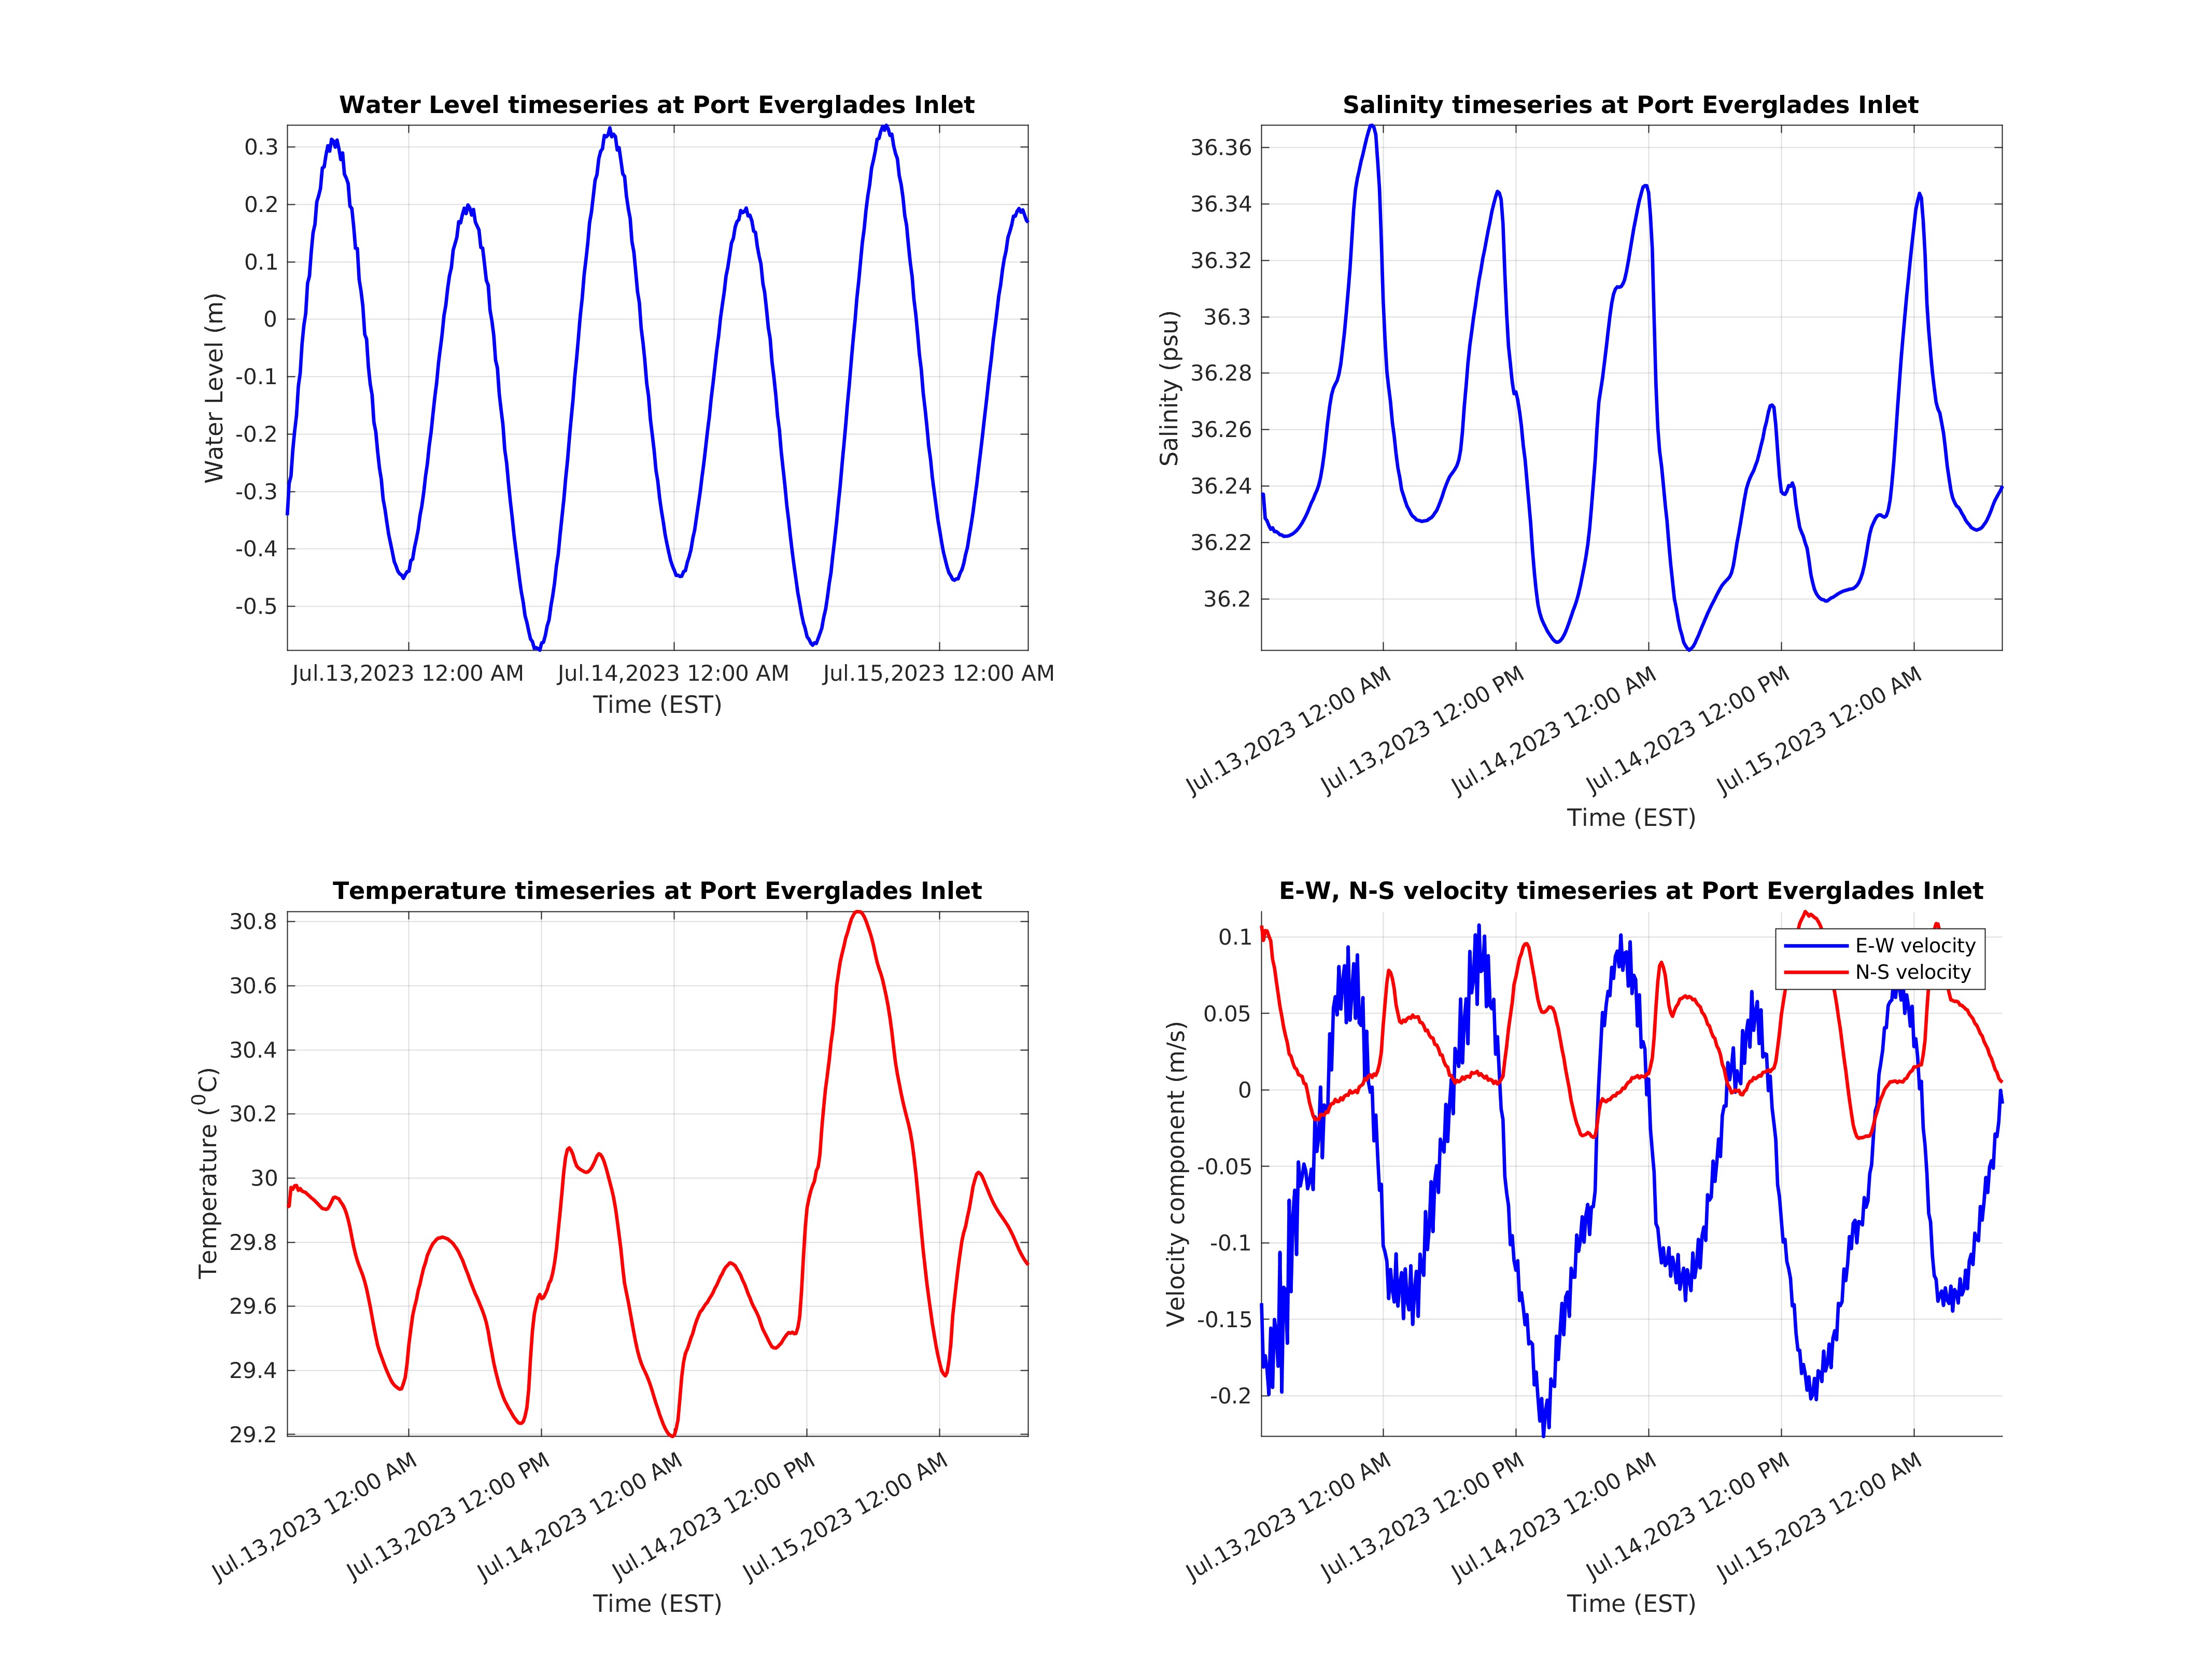 Water Level timeseries at Port Everglades Inlet
0.3
0.2
0.1
0
-0.1
-0.2
-0.3
-0.4
-0.5
Water Level (m)
Jul.13,2023 12:00 AM Jul.14,2023 12:00 AM Jul.15,2023 12:00 AM
Time (EST)
Salinity timeseries at Port Everglades Inlet
36.36
36.34
36.32
36.3
36.28
36.26
36.24
36.22
36.2
Salinity (psu)
Jul.13,2023 12:00 AM
Jul.13,2023 12:00 PM
Jul.14,2023 12:00 AM
Jul.14,2023 12:00 PM
Jul.15,2023 12:00 AM
Time (EST)
Temperature timeseries at Port Everglades Inlet
30.8
30.6
30.4
30.2
30
29.8
29.6
29.4
29.2
Temperature (⁰C)
Jul.13,2023 12:00 AM
Jul.13,2023 12:00 PM
Jul.14,2023 12:00 AM
Jul.14,2023 12:00 PM
Jul.15,2023 12:00 AM
Time (EST)
E-W, N-S velocity timeseries at Port Everglades Inlet
0.1
0.05
0
-0.05
-0.1
-0.15
-0.2
Velocity component (m/s)
E-W velocity
N-S velocity
Jul.13,2023 12:00 AM
Jul.13,2023 12:00 PM
Jul.14,2023 12:00 AM
Jul.14,2023 12:00 PM
Jul.15,2023 12:00 AM
Time (EST)